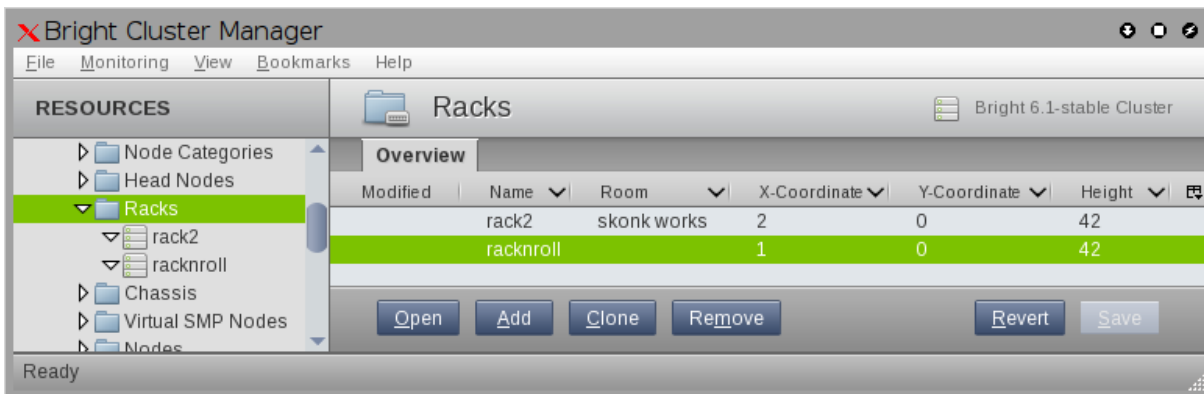 Bright Cluster Manager
File Monitoring View Bookmarks Help
RESOURCES
Node Categories
Head Nodes
Racks
rack2
racknroll
Chassis
Virtual SMP Nodes
Nodes
Racks
Bright 6.1-stable Cluster
Overview
Modified Name Room X-Coordinate Y-Coordinate Height
rack2 skonk works 2 0 42
racknroll 1 0 42
Open Add Clone Remove Revert Save
Ready